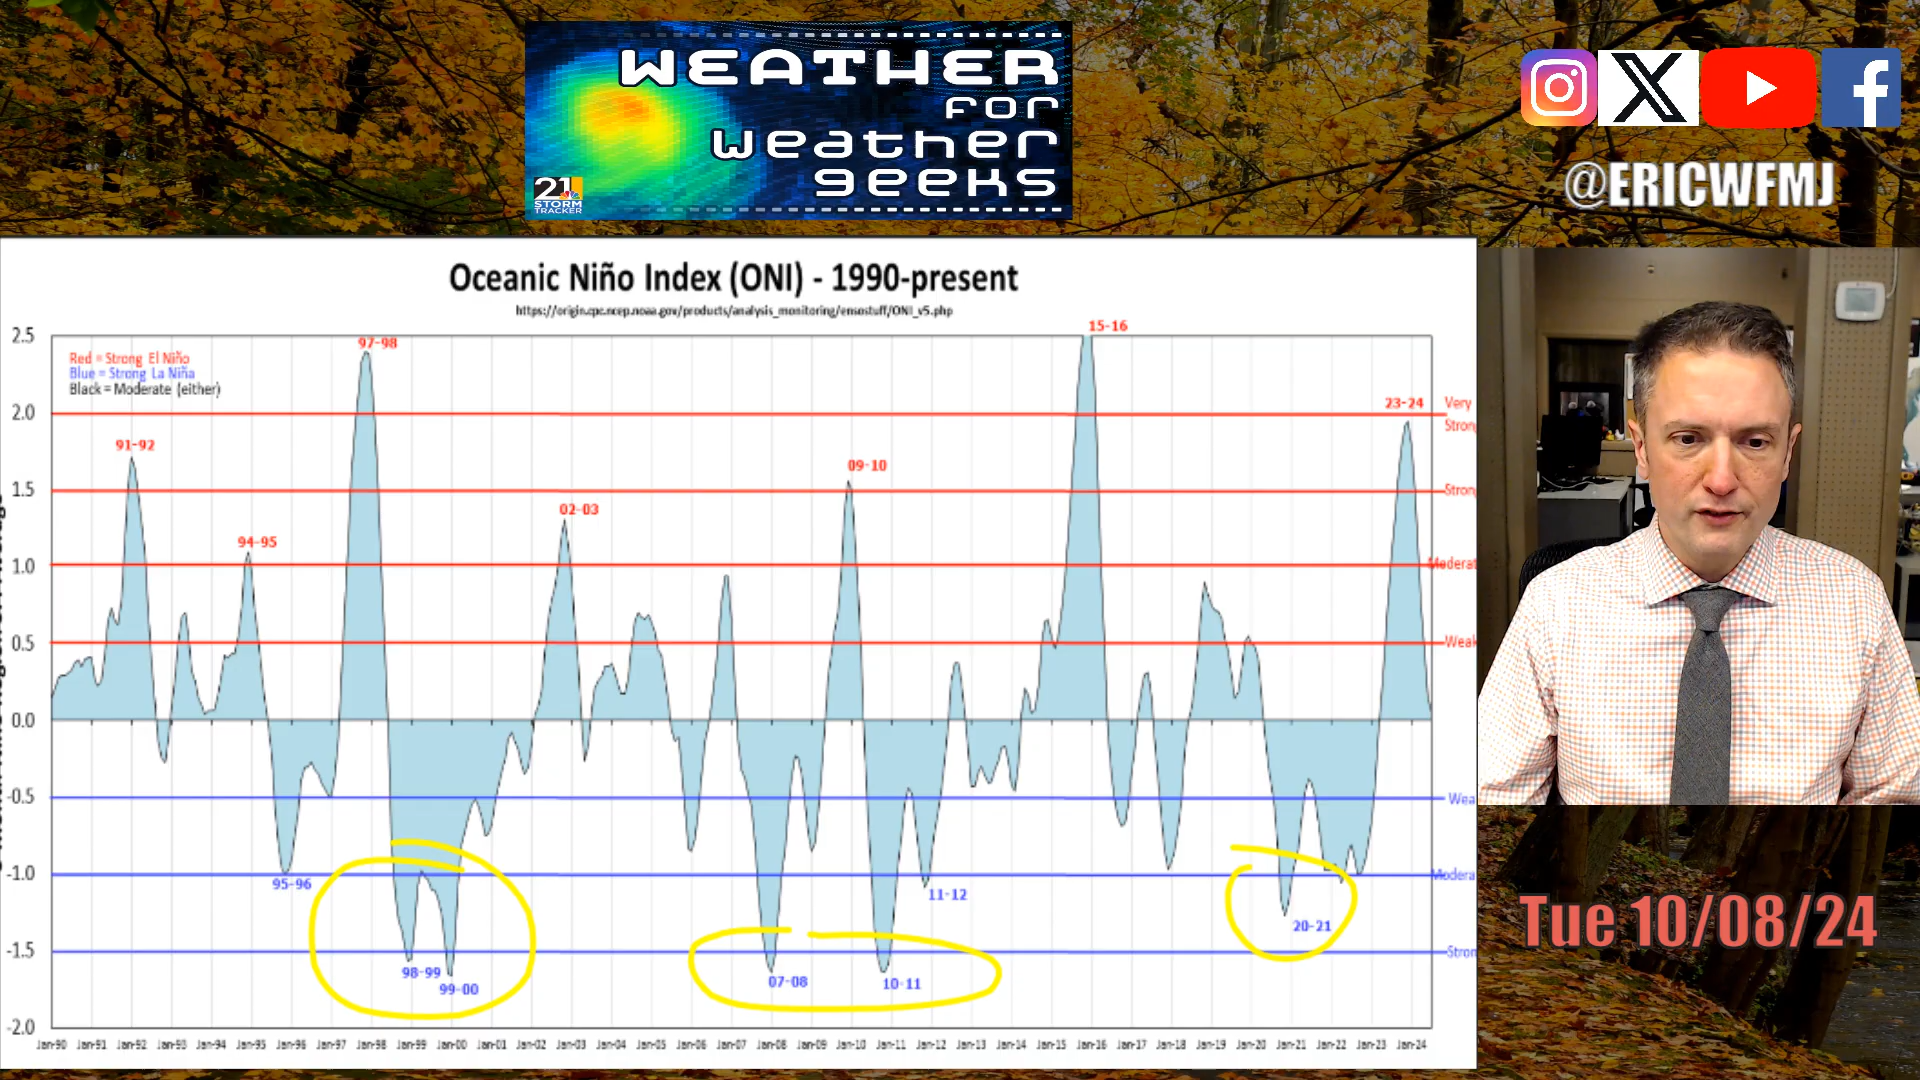 WEATHER
FOR
weather
geeks
21
STORM
TRACKER
@ERICWFMJ
Oceanic Niño Index (ONI) - 1990-present
https://origin.cpc.ncep.noaa.gov/products/analysis_monitoring/ensostuff/ONI_v5.php
Red = Strong El Niño
Blue = Strong La Niña
Black = Moderate (either)
2.5
2.0
1.5
1.0
0.5
0.0
-0.5
-1.0
-1.5
-2.0
91-92
94-95
97-98
02-03
09-10
15-16
23-24
95-96
98-99
99-00
07-08
10-11
11-12
20-21
Very
Strong
Strong
Moderat
Weak
Wea
Modera
Stron
Jan-90 Jan-91 Jan-92 Jan-93 Jan-94 Jan-95 Jan-96 Jan-97 Jan-98 Jan-99 Jan-00 Jan-01 Jan-02 Jan-03 Jan-04 Jan-05 Jan-06 Jan-07 Jan-08 Jan-09 Jan-10 Jan-11 Jan-12 Jan-13 Jan-14 Jan-15 Jan-16 Jan-17 Jan-18 Jan-19 Jan-20 Jan-21 Jan-22 Jan-23 Jan-24
Tue 10/08/24